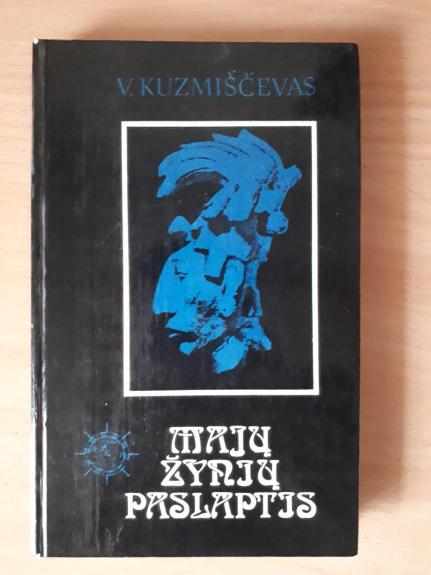 V. KUZMIŠČEVAS
MAJŲ
ŽYNIŲ
PASLAPTIS